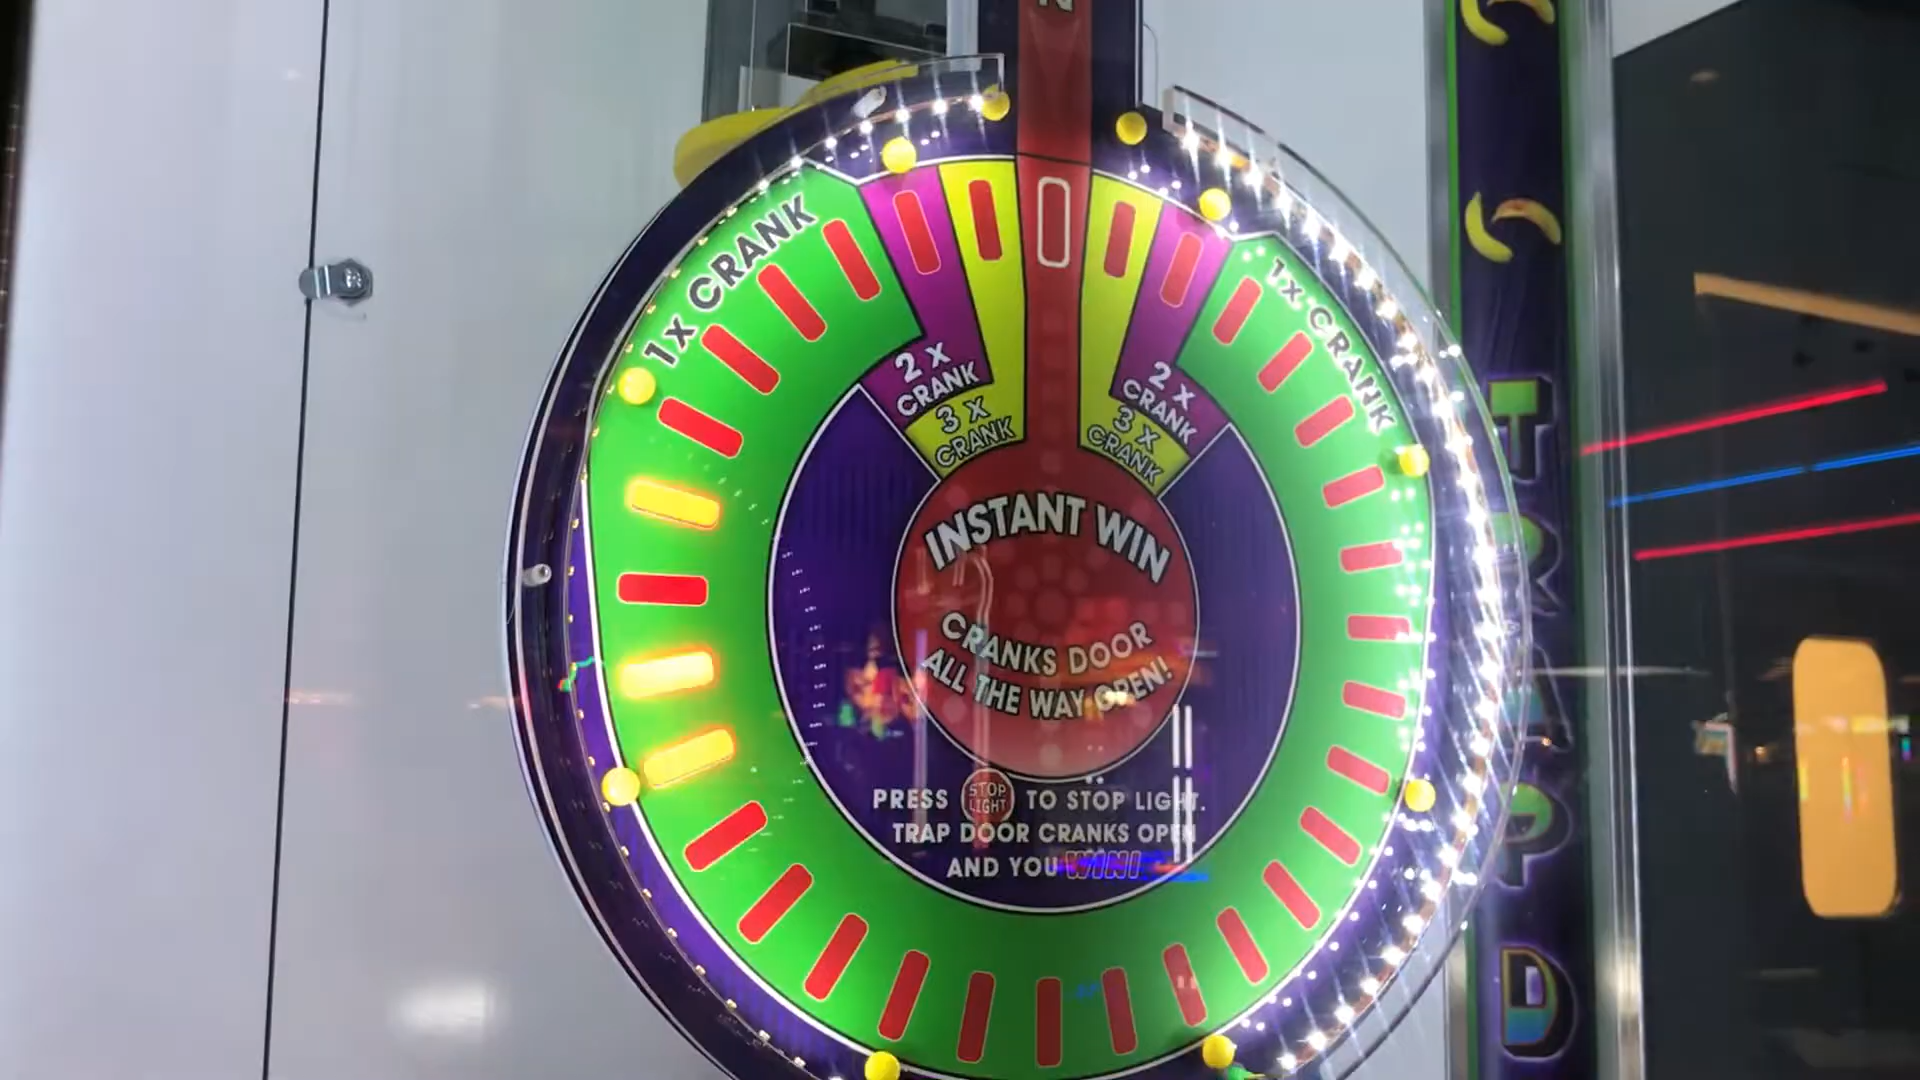 N
1x CRANK
1x CRANK
2 x
CRANK
3 x
CRANK
2 x
CRANK
3 x
CRANK
INSTANT WIN
CRANKS DOOR
ALL THE WAY OPEN!
PRESS STOP LIGHT TO STOP LIGHT.
TRAP DOOR CRANKS OPEN
AND YOU WIN!
TRAP D